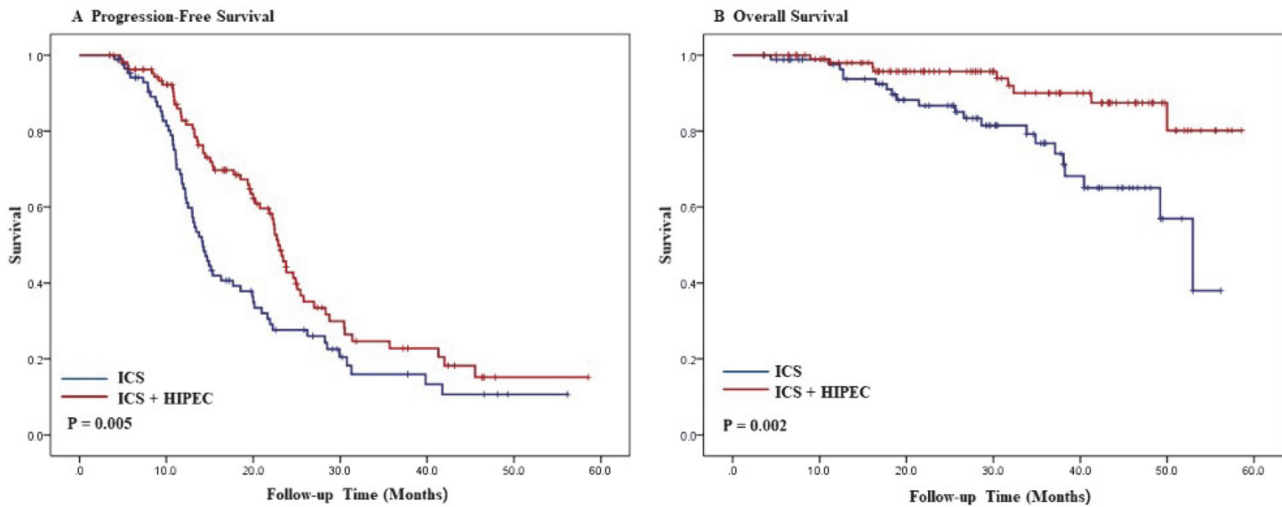 A Progression-Free Survival
1.0
0.8
0.6
0.4
0.2
0.0
Survival
ICS
ICS + HIPEC
P = 0.005
.0 10.0 20.0 30.0 40.0 50.0 60.0
Follow-up Time (Months)
B Overall Survival
1.0
0.8
0.6
0.4
0.2
0.0
Survival
ICS
ICS + HIPEC
P = 0.002
.0 10.0 20.0 30.0 40.0 50.0 60.0
Follow-up Time (Months)